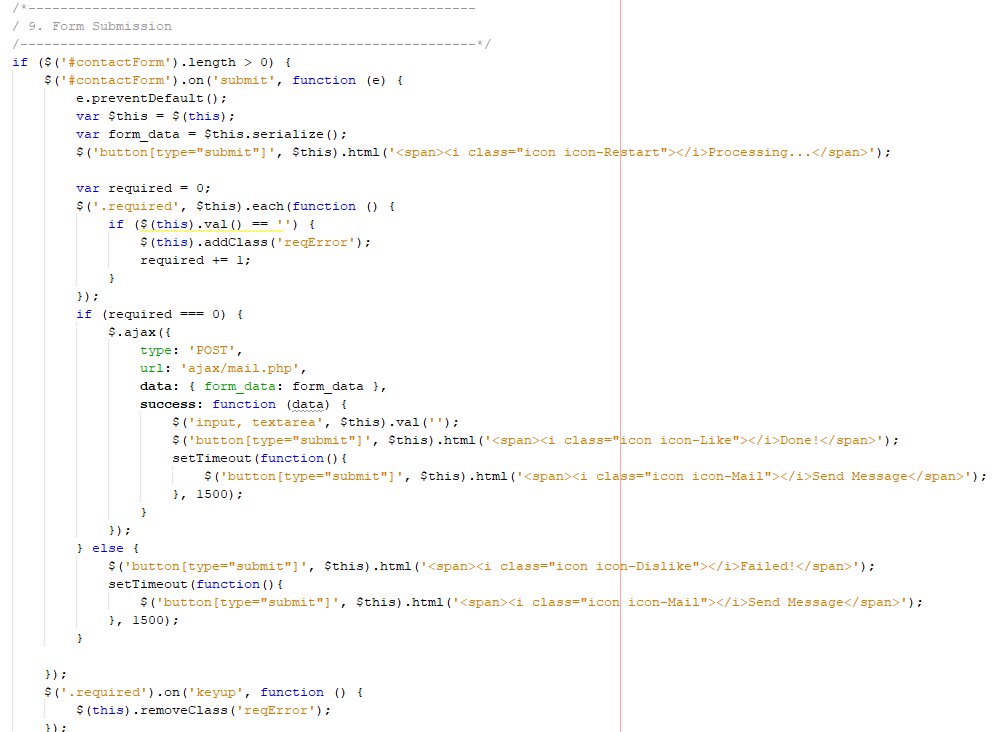 /*--------------------------------------------------------
/ 9. Form Submission
/---------------------------------------------------------*/
if ($('#contactForm').length > 0) {
    $('#contactForm').on('submit', function (e) {
        e.preventDefault();
        var $this = $(this);
        var form_data = $this.serialize();
        $('button[type="submit"]', $this).html('<span><i class="icon icon-Restart"></i>Processing...</span>');

        var required = 0;
        $('.required', $this).each(function () {
            if ($(this).val() == '') {
                $(this).addClass('reqError');
                required += 1;
            }
        });
        if (required === 0) {
            $.ajax({
                type: 'POST',
                url: 'ajax/mail.php',
                data: { form_data: form_data },
                success: function (data) {
                    $('input, textarea', $this).val('');
                    $('button[type="submit"]', $this).html('<span><i class="icon icon-Like"></i>Done!</span>');
                    setTimeout(function(){
                        $('button[type="submit"]', $this).html('<span><i class="icon icon-Mail"></i>Send Message</span>');
                    }, 1500);
                }
            });
        } else {
            $('button[type="submit"]', $this).html('<span><i class="icon icon-Dislike"></i>Failed!</span>');
            setTimeout(function(){
                $('button[type="submit"]', $this).html('<span><i class="icon icon-Mail"></i>Send Message</span>');
            }, 1500);
        }

    });
    $('.required').on('keyup', function () {
        $(this).removeClass('reqError');
    });